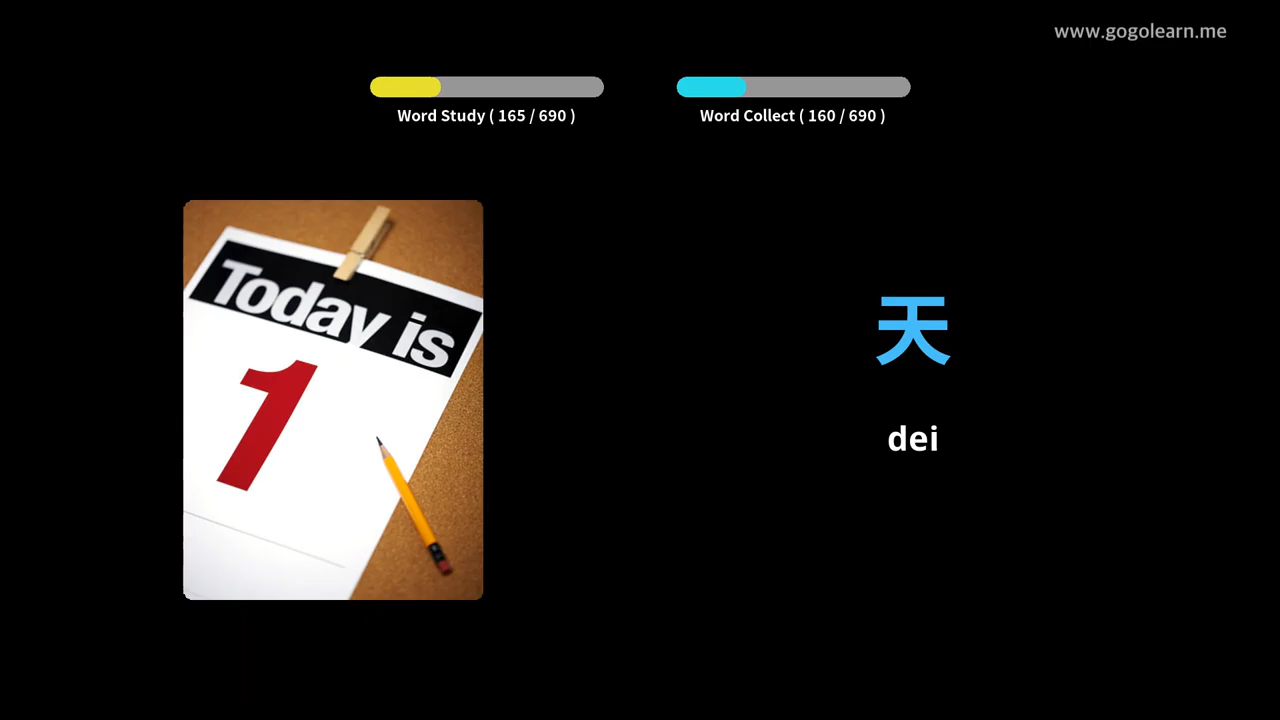 www.gogolearn.me
Word Study ( 165 / 690 )
Word Collect ( 160 / 690 )
Today is
1
天
dei